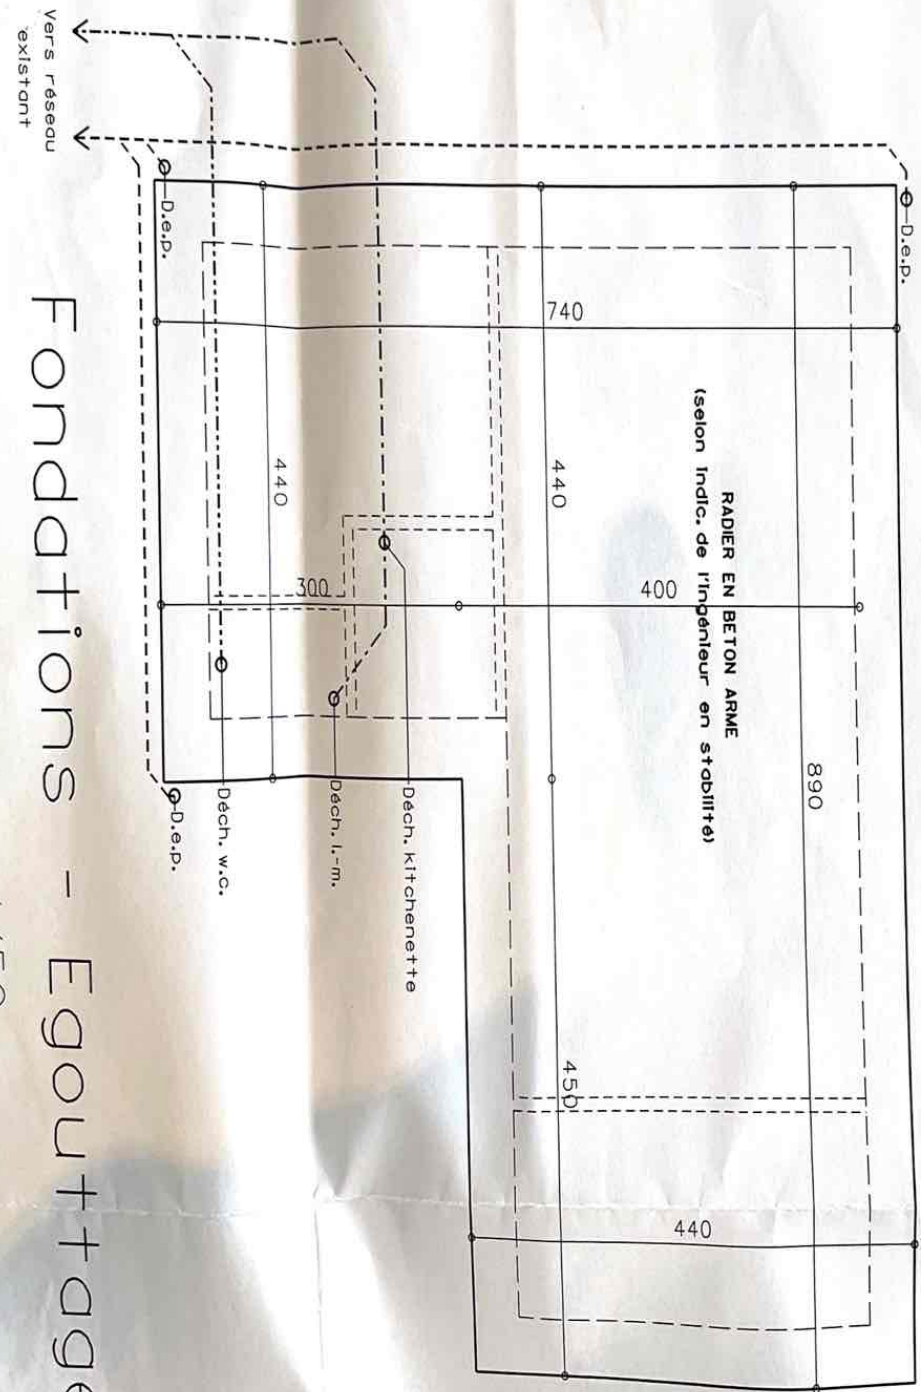 vers réseau
existant
D.e.p.
D.e.p.
740
440
440
300
400
RADIER EN BETON ARME
(selon indic. de l'ingénieur en stabilité)
890
Déch. kitchenette
Déch. l.-m.
Déch. w.c.
D.e.p.
450
440
Fondations - Egouttage